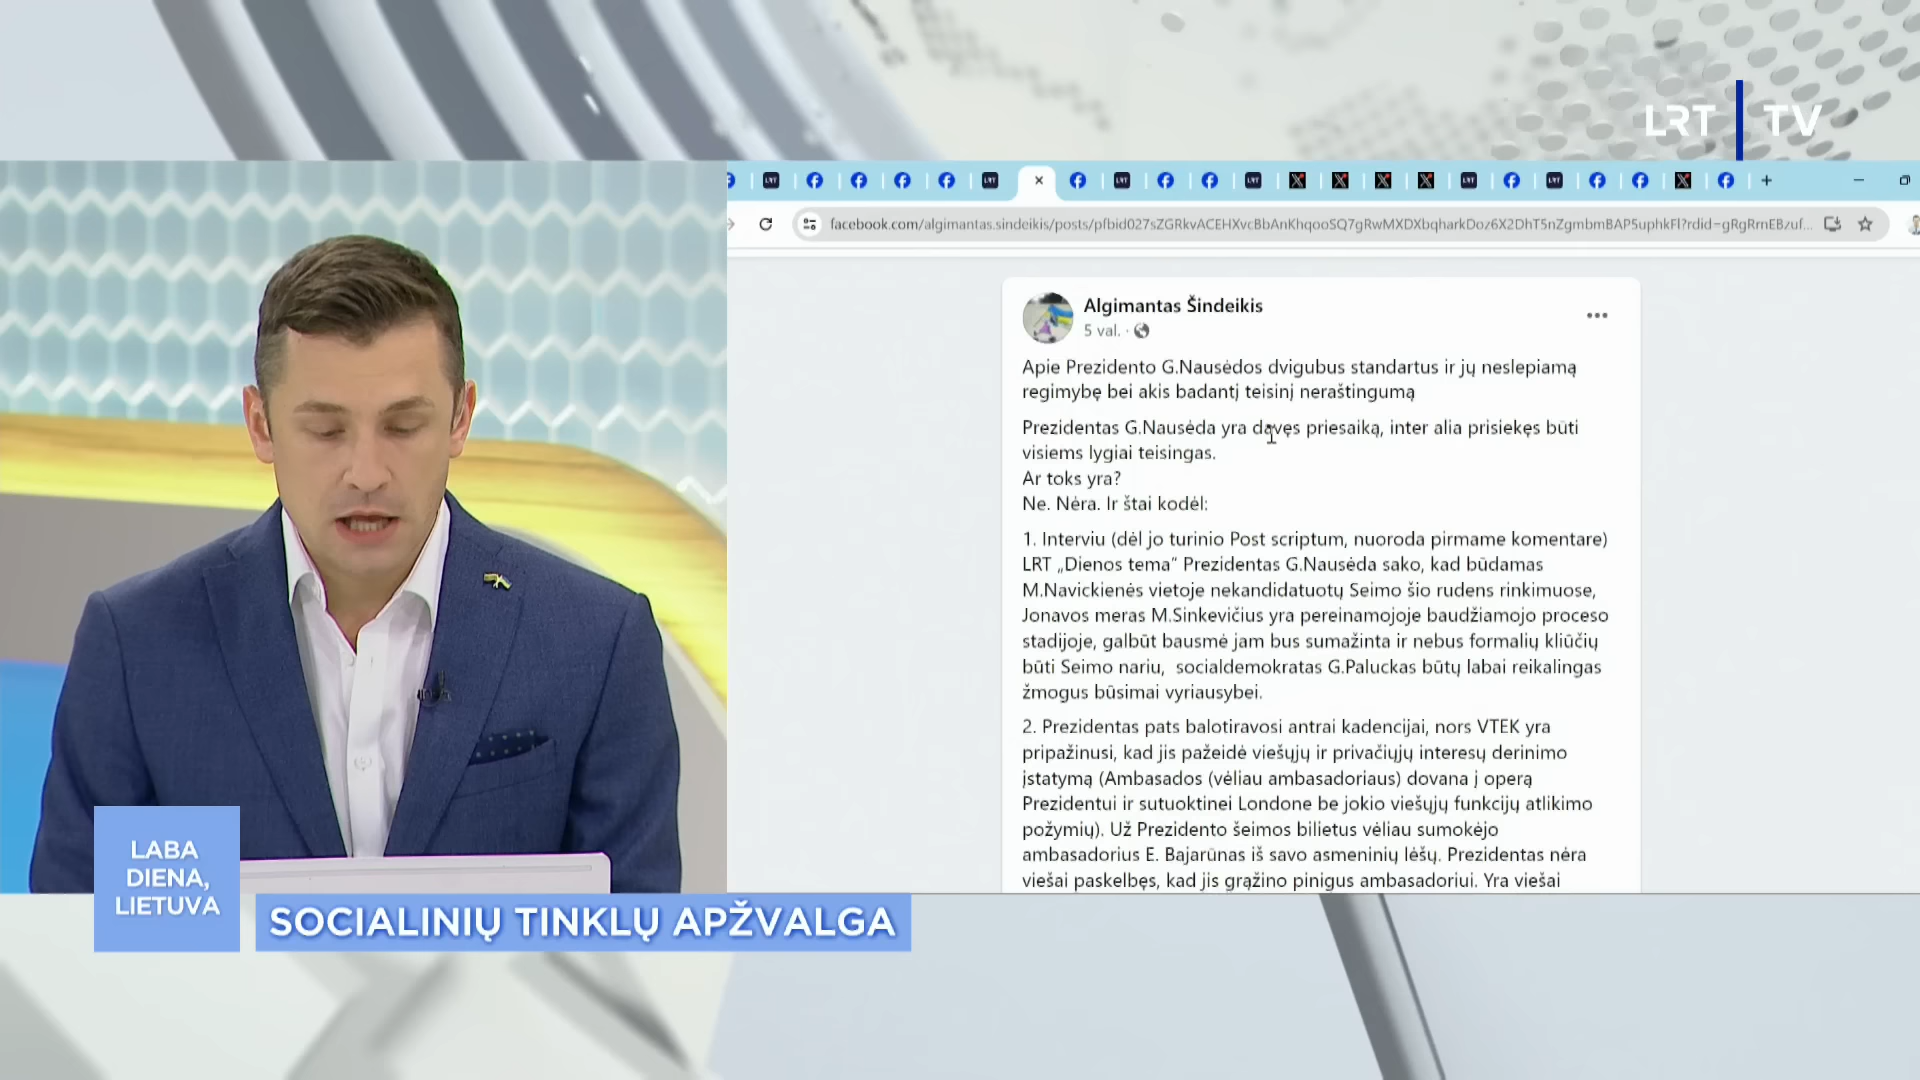 LRT TV
facebook.com/algimantas.sindeikis/posts/pfbid027sZGRkvACEHXvcBbAnKhqooSQ7gRwMXDXbqharkDoz6X2DhT5nZgmbmBAP5uphkFl?rdid=gRgRmEBzuf...
Algimantas Šindeikis
5 val. ·
Apie Prezidento G.Nausėdos dvigubus standartus ir jų neslepiamą
regimybę bei akis badantį teisinį neraštingumą
Prezidentas G.Nausėda yra davęs priesaiką, inter alia prisiekęs būti
visiems lygiai teisingas.
Ar toks yra?
Ne. Nėra. Ir štai kodėl:
1. Interviu (dėl jo turinio Post scriptum, nuoroda pirmame komentare)
LRT „Dienos tema“ Prezidentas G.Nausėda sako, kad būdamas
M.Navickienės vietoje nekandidatuotų Seimo šio rudens rinkimuose,
Jonavos meras M.Sinkevičius yra pereinamojoje baudžiamojo proceso
stadijoje, galbūt bausmė jam bus sumažinta ir nebus formalių kliūčių
būti Seimo nariu, socialdemokratas G.Paluckas būtų labai reikalingas
žmogus būsimai vyriausybei.
2. Prezidentas pats balotiravosi antrai kadencijai, nors VTEK yra
pripažinusi, kad jis pažeidė viešųjų ir privačiųjų interesų derinimo
įstatymą (Ambasados (vėliau ambasadoriaus) dovana į operą
Prezidentui ir sutuoktinei Londone be jokio viešųjų funkcijų atlikimo
požymių). Už Prezidento šeimos bilietus vėliau sumokėjo
ambasadorius E. Bajarūnas iš savo asmeninių lėšų. Prezidentas nėra
viešai paskelbęs, kad jis grąžino pinigus ambasadoriui. Yra viešai
LABA
DIENA,
LIETUVA
SOCIALINIŲ TINKLŲ APŽVALGA